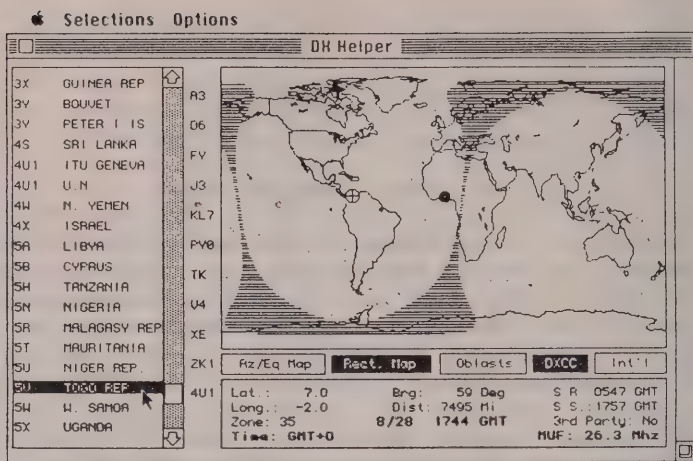 Selections Options
DX Helper
3X GUINEA REP
3Y BOUVET
3Y PETER I IS
4S SRI LANKA
4U1 ITU GENEVA
4U1 U.N
4W N. YEMEN
4X ISRAEL
5A LIBYA
5B CYPRUS
5H TANZANIA
5N NIGERIA
5R MALAGASY REP
5T MAURITANIA
5U NIGER REP.
TOGO REP.
5W W. SAMOA
5X UGANDA
A3
D6
FY
J3
KL7
PY0
TK
V4
XE
ZK1
4U1
Az/Eq Map Rect. Map Oblasts DXCC Int'l
Lat.: 7.0 Brg: 59 Deg S R 0547 GMT
Long.: -2.0 Dist: 7495 Mi S S.:1757 GMT
Zone: 35 8/28 1744 GMT 3rd Party: No
Time: GMT+0 MUF: 26.3 Mhz